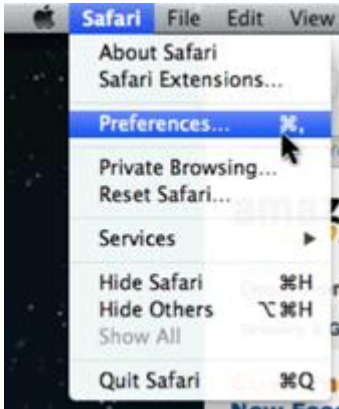 Safari File Edit View
About Safari
Safari Extensions...
Preferences... ⌘,
Private Browsing...
Reset Safari...
Services ▶
Hide Safari ⌘H
Hide Others ⌥⌘H
Show All
Quit Safari ⌘Q